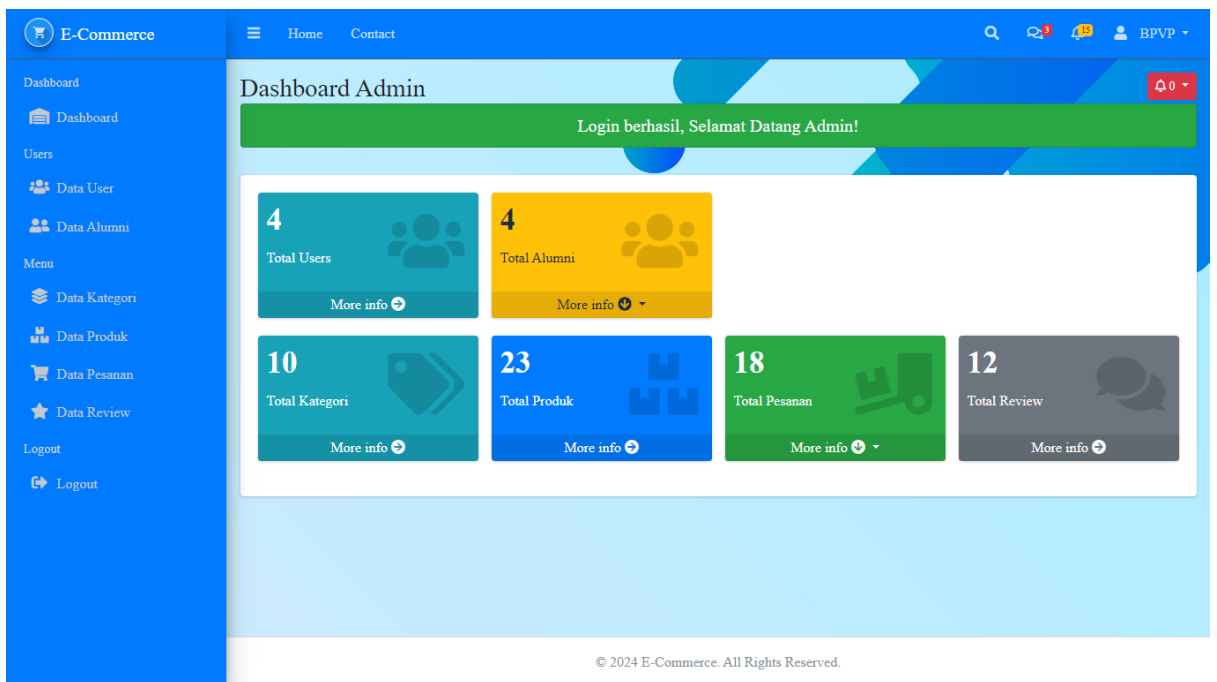 E-Commerce
Home Contact
3
15
BPVP
Dashboard
Dashboard
Users
Data User
Data Alumni
Menu
Data Kategori
Data Produk
Data Pesanan
Data Review
Logout
Logout
Dashboard Admin
0
Login berhasil, Selamat Datang Admin!
4
Total Users
More info
4
Total Alumni
More info
10
Total Kategori
More info
23
Total Produk
More info
18
Total Pesanan
More info
12
Total Review
More info
© 2024 E-Commerce. All Rights Reserved.